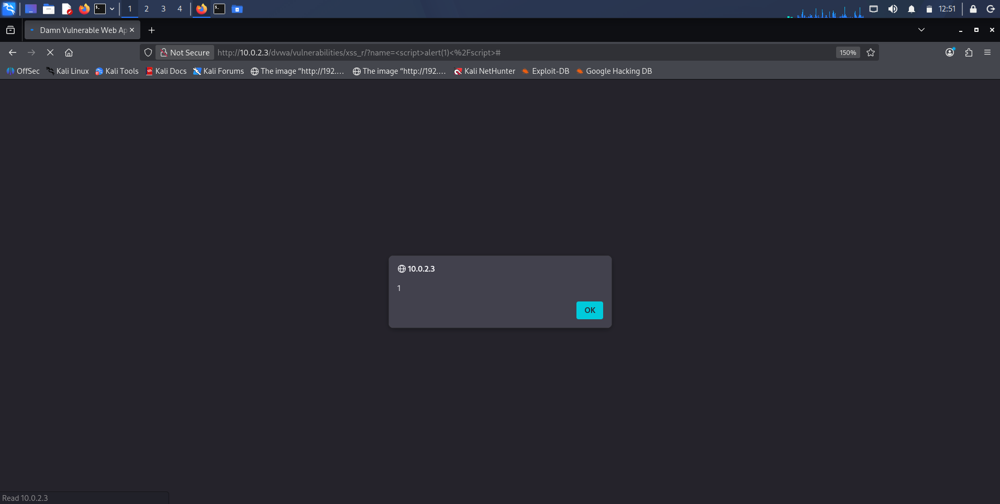 1 2 3 4 12:51
Damn Vulnerable Web Ap
Not Secure http://10.0.2.3/dvwa/vulnerabilities/xss_r/?name=<script>alert(1)<%2Fscript># 150%
OffSec Kali Linux Kali Tools Kali Docs Kali Forums The image “http://192.… The image “http://192.… Kali NetHunter Exploit-DB Google Hacking DB
10.0.2.3
1
OK
Read 10.0.2.3